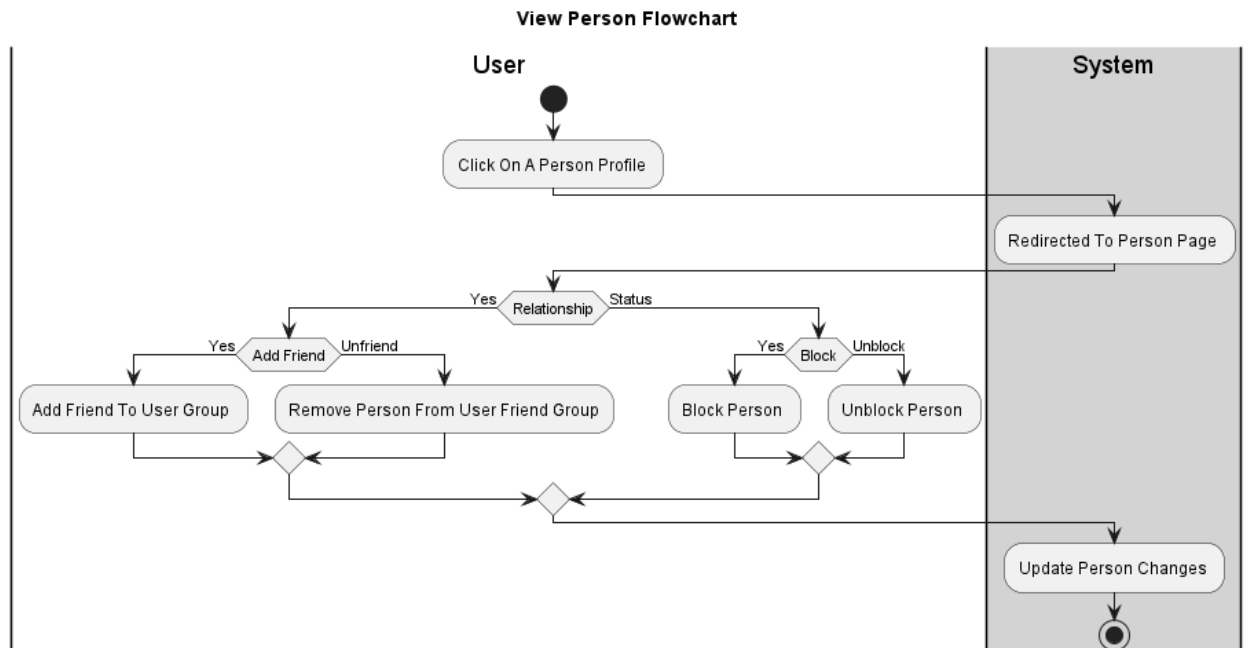 View Person Flowchart
User
System
Click On A Person Profile
Redirected To Person Page
Yes
Relationship
Status
Yes
Add Friend
Unfriend
Yes
Block
Unblock
Add Friend To User Group
Remove Person From User Friend Group
Block Person
Unblock Person
Update Person Changes